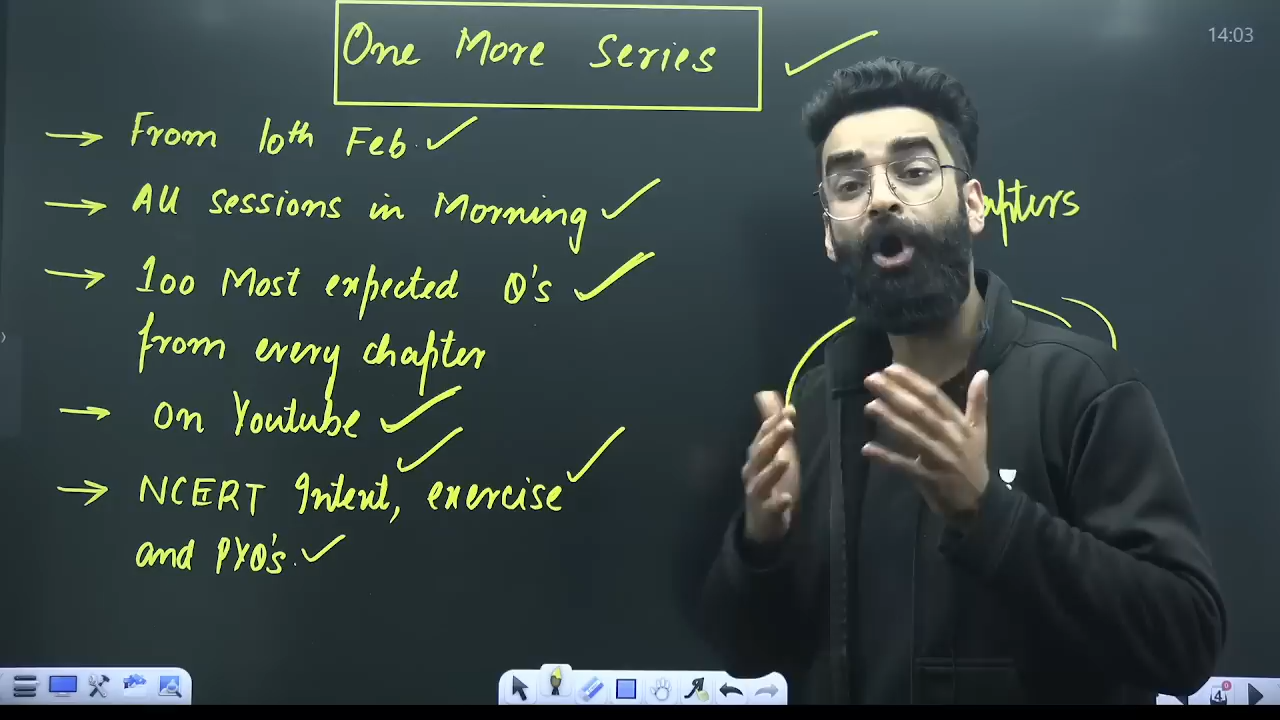 One More Series
14:03
→ From 10th Feb.
→ All sessions in Morning
→ 100 Most expected Q's
from every chapter
→ on Youtube
→ NCERT Intext, exercise
and PYQ's.